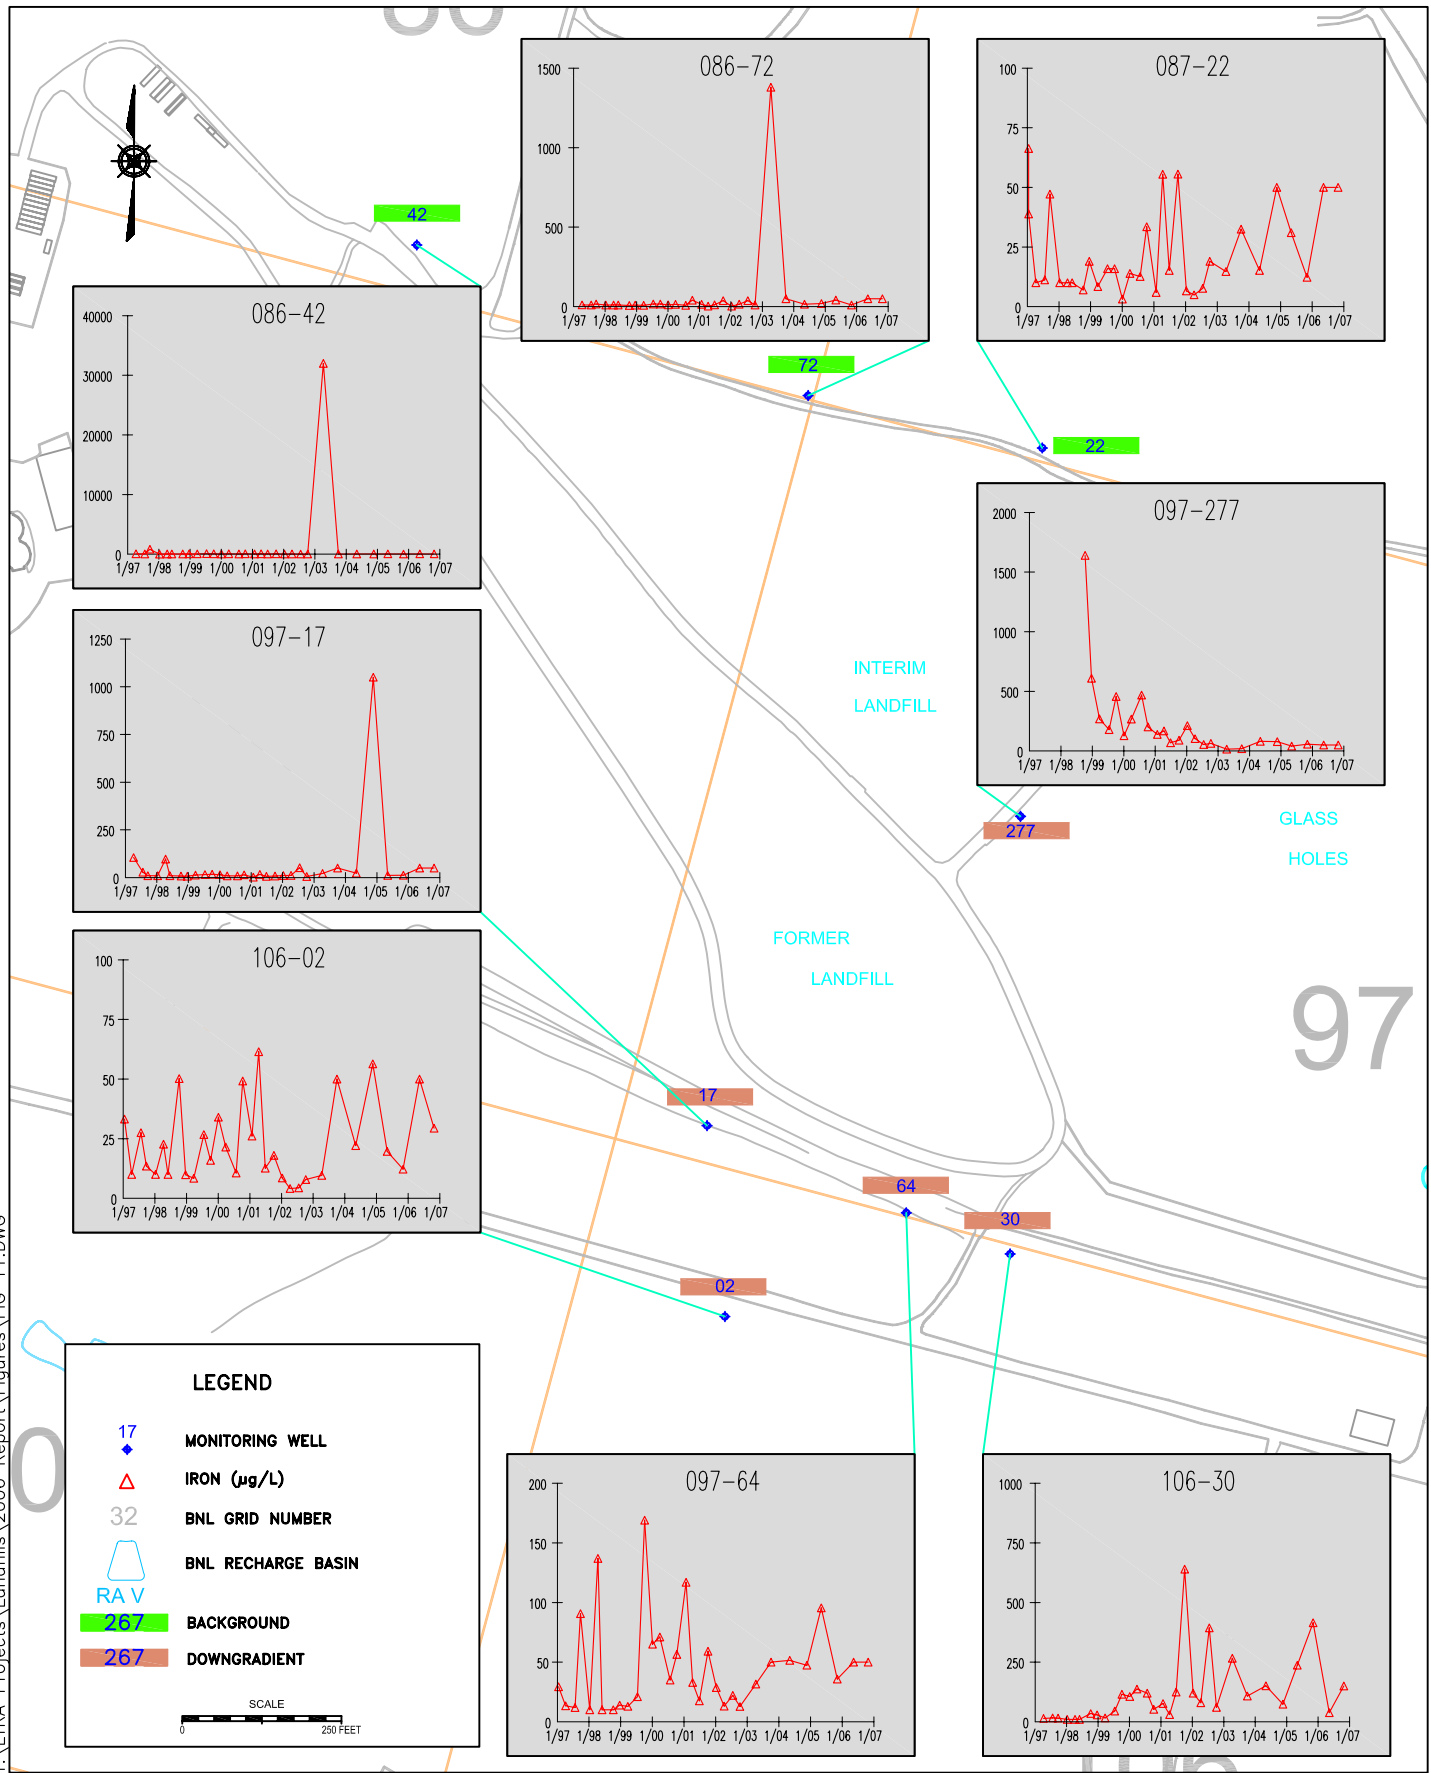 086-72
1500
1000
500
0
1/97 1/98 1/99 1/00 1/01 1/02 1/03 1/04 1/05 1/06 1/07
087-22
100
75
50
25
0
1/97 1/98 1/99 1/00 1/01 1/02 1/03 1/04 1/05 1/06 1/07
42
086-42
40000
30000
20000
10000
0
1/97 1/98 1/99 1/00 1/01 1/02 1/03 1/04 1/05 1/06 1/07
72
22
097-277
2000
1500
1000
500
0
1/97 1/98 1/99 1/00 1/01 1/02 1/03 1/04 1/05 1/06 1/07
097-17
1250
1000
750
500
250
0
1/97 1/98 1/99 1/00 1/01 1/02 1/03 1/04 1/05 1/06 1/07
INTERIM
LANDFILL
277
GLASS
HOLES
FORMER
LANDFILL
97
106-02
100
75
50
25
0
1/97 1/98 1/99 1/00 1/01 1/02 1/03 1/04 1/05 1/06 1/07
17
64
30
02
LEGEND
17
MONITORING WELL
IRON (µg/L)
32
BNL GRID NUMBER
BNL RECHARGE BASIN
RA V
267
BACKGROUND
267
DOWNGRADIENT
SCALE
0
250 FEET
097-64
200
150
100
50
0
1/97 1/98 1/99 1/00 1/01 1/02 1/03 1/04 1/05 1/06 1/07
106-30
1000
750
500
250
0
1/97 1/98 1/99 1/00 1/01 1/02 1/03 1/04 1/05 1/06 1/07